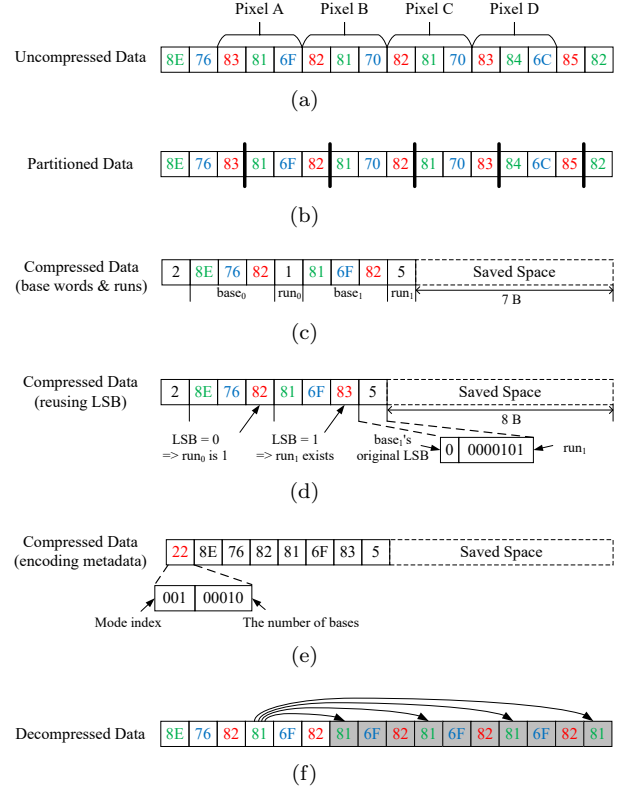 Pixel A Pixel B Pixel C Pixel D
Uncompressed Data 8E 76 83 81 6F 82 81 70 82 81 70 83 84 6C 85 82
(a)
Partitioned Data 8E 76 83 81 6F 82 81 70 82 81 70 83 84 6C 85 82
(b)
Compressed Data
(base words & runs)
2 8E 76 82 1 81 6F 82 5 Saved Space
base₀ run₀ base₁ run₁ 7 B
(c)
Compressed Data
(reusing LSB)
2 8E 76 82 81 6F 83 5 Saved Space
8 B
LSB = 0
=> run₀ is 1
LSB = 1
=> run₁ exists
base₁'s
original LSB
0 0000101 run₁
(d)
Compressed Data
(encoding metadata)
22 8E 76 82 81 6F 83 5 Saved Space
001 00010
Mode index The number of bases
(e)
Decompressed Data 8E 76 82 81 6F 82 81 6F 82 81 6F 82 81 6F 82 81
(f)